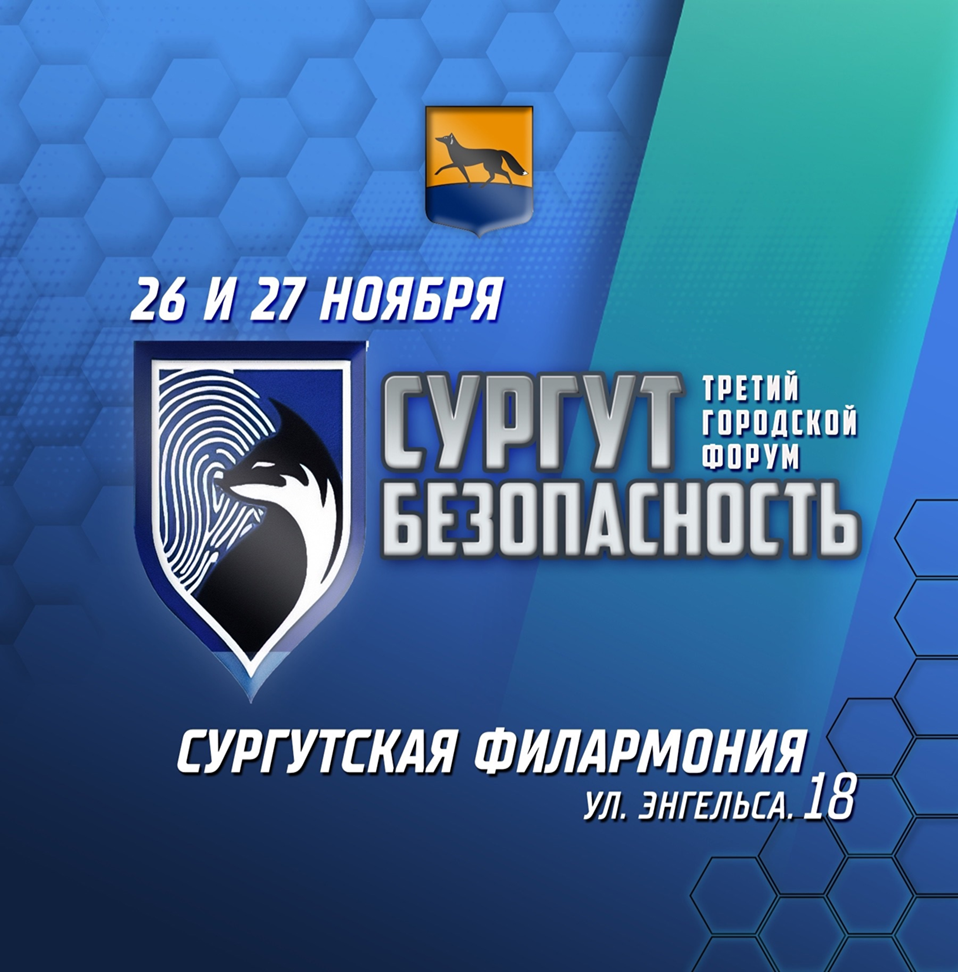 26 И 27 НОЯБРЯ
СУРГУТ
ТРЕТИЙ
ГОРОДСКОЙ
ФОРУМ
БЕЗОПАСНОСТЬ
СУРГУТСКАЯ ФИЛАРМОНИЯ
УЛ. ЭНГЕЛЬСА. 18